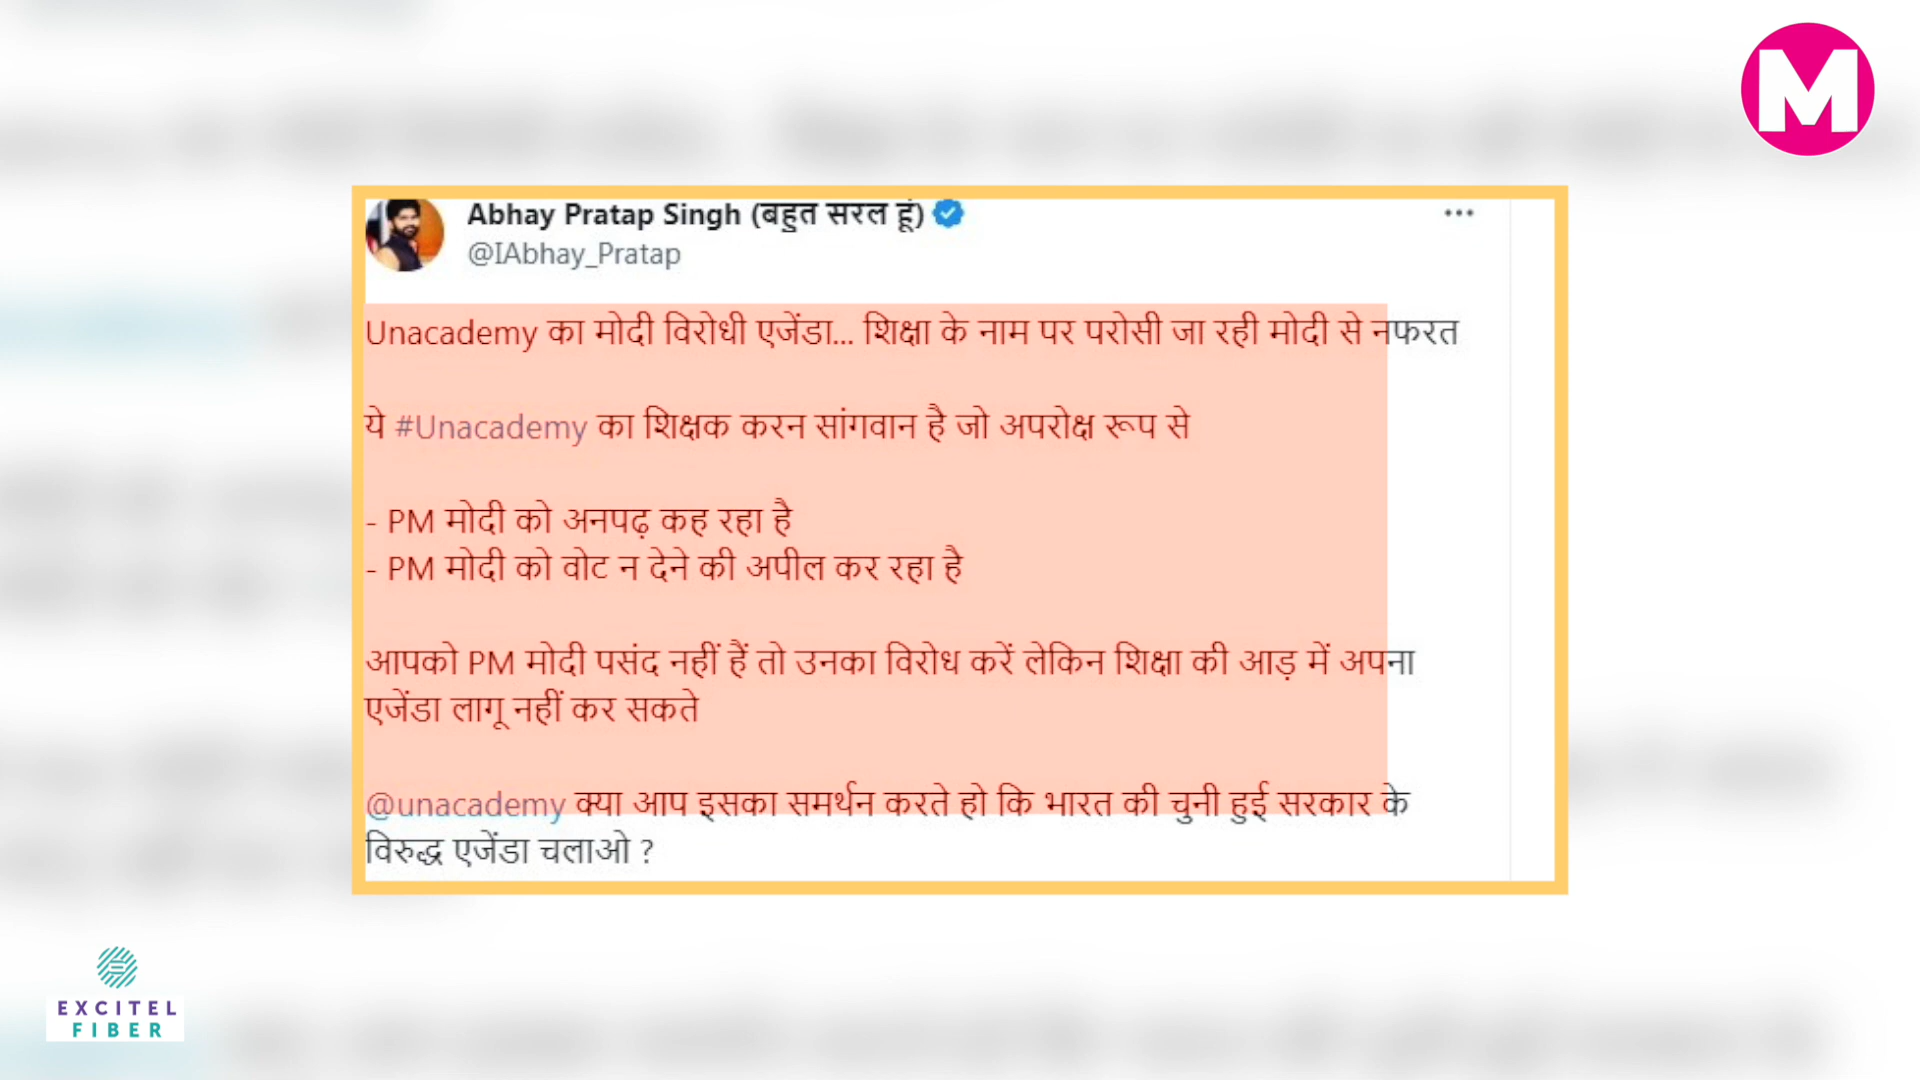 M
Abhay Pratap Singh (बहुत सरल हूं)
@IAbhay_Pratap
Unacademy का मोदी विरोधी एजेंडा... शिक्षा के नाम पर परोसी जा रही मोदी से नफरत
ये #Unacademy का शिक्षक करन सांगवान है जो अपरोक्ष रूप से
- PM मोदी को अनपढ़ कह रहा है
- PM मोदी को वोट न देने की अपील कर रहा है
आपको PM मोदी पसंद नहीं हैं तो उनका विरोध करें लेकिन शिक्षा की आड़ में अपना
एजेंडा लागू नहीं कर सकते
@unacademy क्या आप इसका समर्थन करते हो कि भारत की चुनी हुई सरकार के
विरुद्ध एजेंडा चलाओ ?
EXCITEL
FIBER